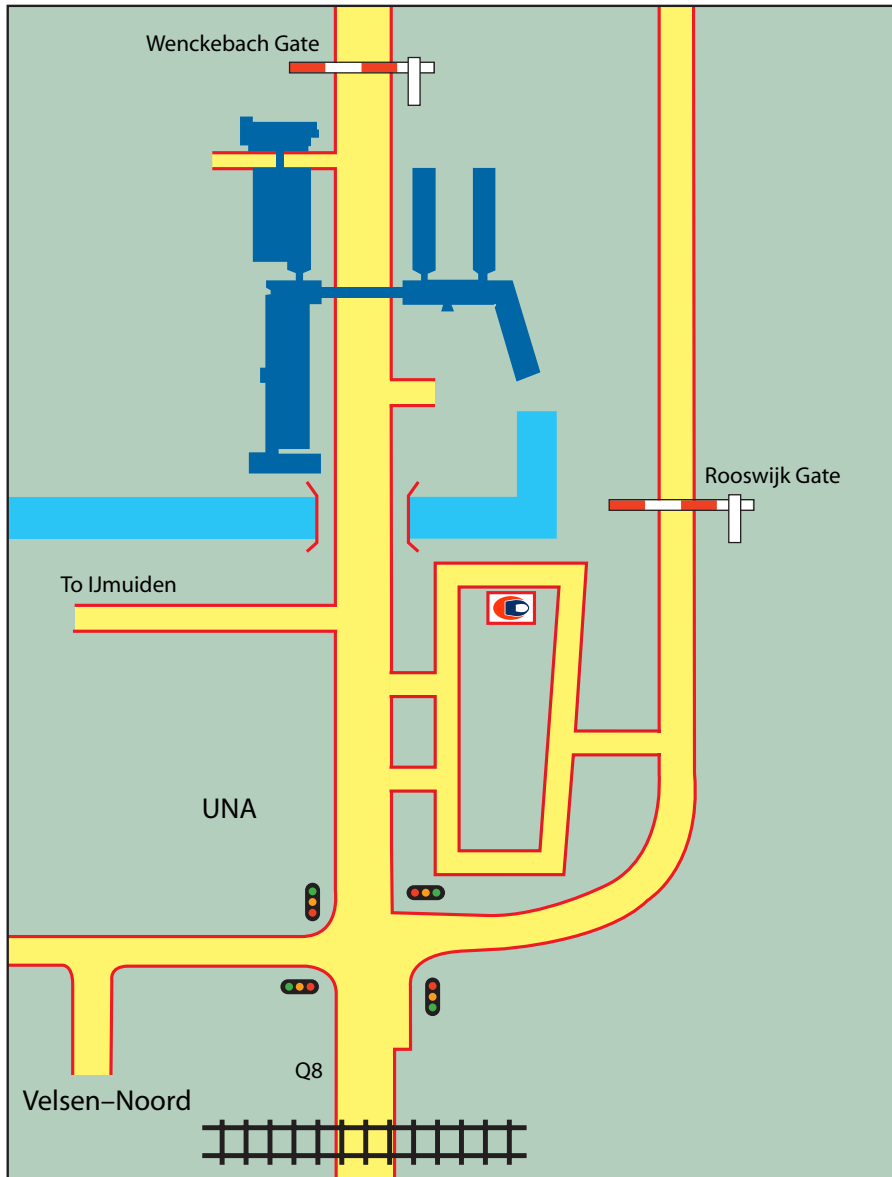 Wenckebach Gate
Rooswijk Gate
To IJmuiden
UNA
Q8
Velsen–Noord